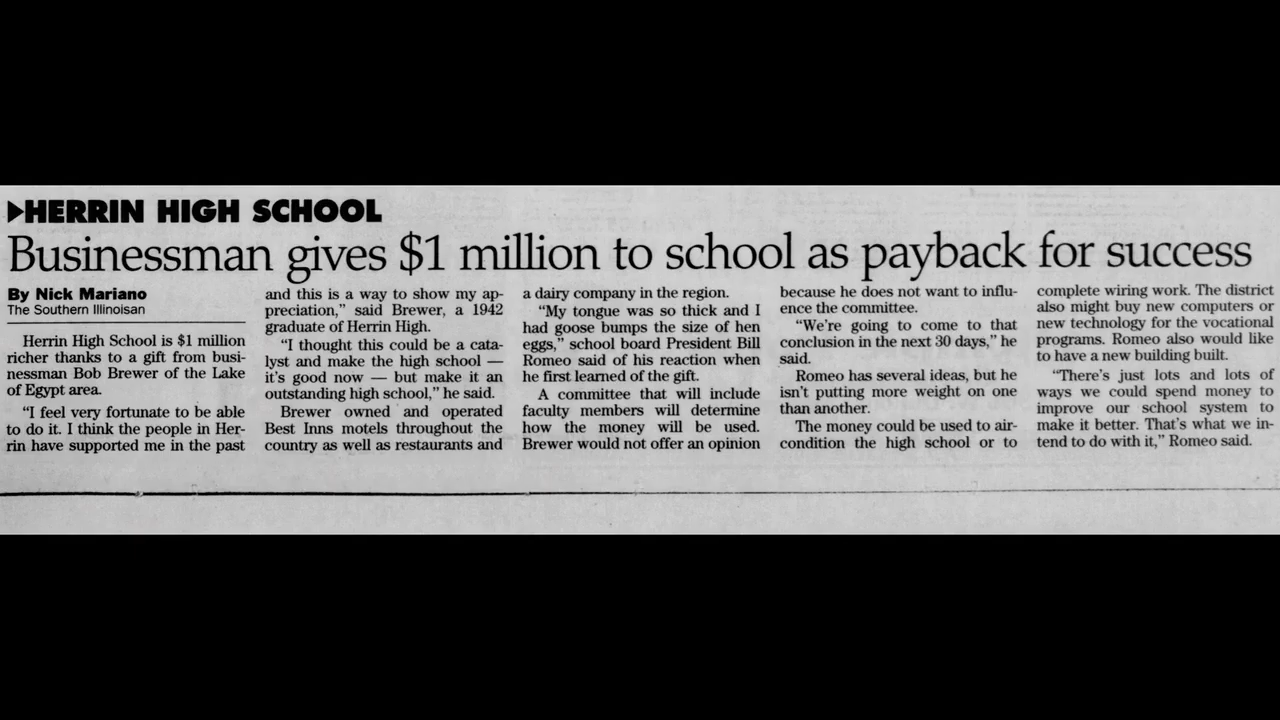 ▶HERRIN HIGH SCHOOL
Businessman gives $1 million to school as payback for success
By Nick Mariano
The Southern Illinoisan
Herrin High School is $1 million
richer thanks to a gift from busi-
nessman Bob Brewer of the Lake
of Egypt area.
“I feel very fortunate to be able
to do it. I think the people in Her-
rin have supported me in the past
and this is a way to show my ap-
preciation,” said Brewer, a 1942
graduate of Herrin High.
“I thought this could be a cata-
lyst and make the high school —
it’s good now — but make it an
outstanding high school,” he said.
Brewer owned and operated
Best Inns motels throughout the
country as well as restaurants and
a dairy company in the region.
“My tongue was so thick and I
had goose bumps the size of hen
eggs,” school board President Bill
Romeo said of his reaction when
he first learned of the gift.
A committee that will include
faculty members will determine
how the money will be used.
Brewer would not offer an opinion
because he does not want to influ-
ence the committee.
“We’re going to come to that
conclusion in the next 30 days,” he
said.
Romeo has several ideas, but he
isn’t putting more weight on one
than another.
The money could be used to air-
condition the high school or to
complete wiring work. The district
also might buy new computers or
new technology for the vocational
programs. Romeo also would like
to have a new building built.
“There’s just lots and lots of
ways we could spend money to
improve our school system to
make it better. That’s what we in-
tend to do with it,” Romeo said.